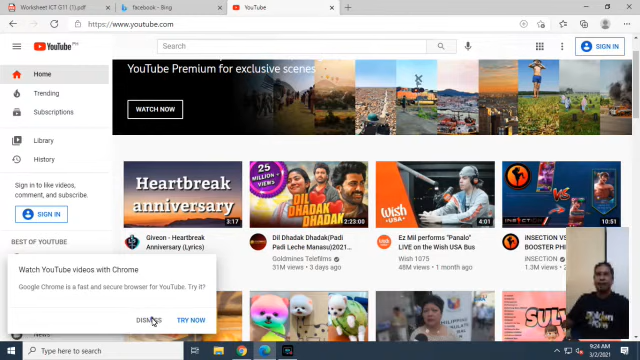 Worksheet ICT G11 (1).pdf
facebook - Bing
YouTube
https://www.youtube.com
YouTube PH
Search
SIGN IN
Home
Trending
Subscriptions
Library
History
Sign in to like videos,
comment, and subscribe.
SIGN IN
BEST OF YOUTUBE
News
YouTube Premium for exclusive scenes
WATCH NOW
Heartbreak
anniversary
3:17
Giveon - Heartbreak
Anniversary (Lyrics)
25
MILLION +
VIEWS
DIL
DHADAK
DHADAK
2:23:00
Dil Dhadak Dhadak(Padi
Padi Leche Manasu)2021...
Goldmines Telefilms
31M views • 3 days ago
Wish
USA
4:01
Ez Mil performs "Panalo"
LIVE on the Wish USA Bus
Wish 1075
48M views • 1 month ago
VS
10:51
INSECTION
BEST
INSECTION
1.3M views
SUL
Watch YouTube videos with Chrome
Google Chrome is a fast and secure browser for YouTube. Try it?
DISMISS
TRY NOW
Type here to search
9:24 AM
3/2/2021